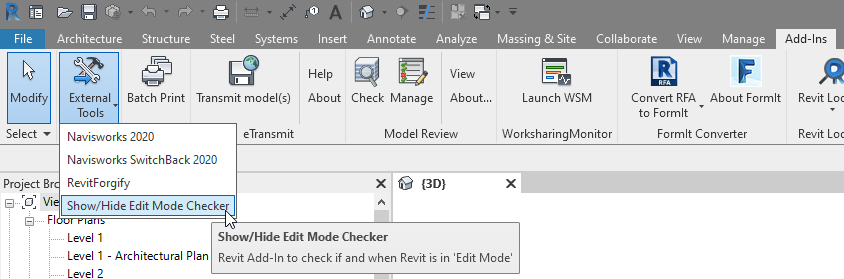 File Architecture Structure Steel Systems Insert Annotate Analyze Massing & Site Collaborate View Manage Add-Ins
Modify
External Tools
Batch Print
Transmit model(s)
Help
About
Check
Manage
View
About...
Launch WSM
RFA
Convert RFA
to FormIt
About FormIt
Revit Loo
Select eTransmit Model Review WorksharingMonitor FormIt Converter Revit Loo
Navisworks 2020
Navisworks SwitchBack 2020
RevitForgify
Show/Hide Edit Mode Checker
Project Bro
{3D}
Vie
Floor Plans
Level 1
Level 1 - Architectural Plan
Level 2
Show/Hide Edit Mode Checker
Revit Add-In to check if and when Revit is in 'Edit Mode'